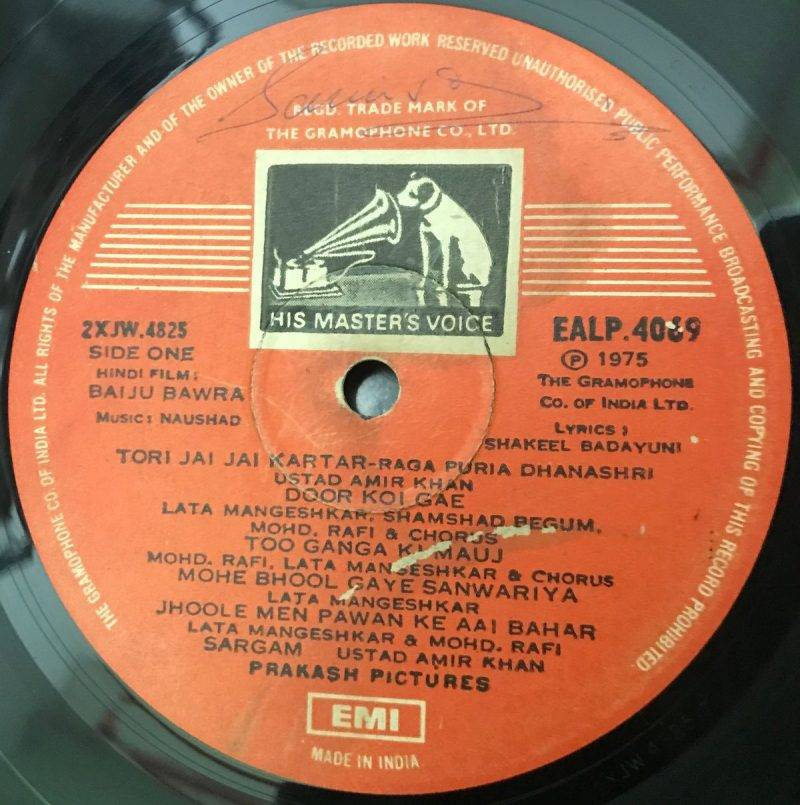 THE GRAMOPHONE CO. OF INDIA LTD. ALL RIGHTS OF THE MANUFACTURER AND OF THE OWNER OF THE RECORDED WORK RESERVED UNAUTHORISED PUBLIC PERFORMANCE BROADCASTING AND COPYING OF THIS RECORD PROHIBITED.
REGD. TRADE MARK OF
THE GRAMOPHONE CO., LTD.
HIS MASTER'S VOICE
2XJW.4825
EALP.4069
SIDE ONE
℗ 1975
HINDI FILM:
BAIJU BAWRA
THE GRAMOPHONE
CO. OF INDIA LTD.
MUSIC: NAUSHAD
LYRICS:
SHAKEEL BADAYUNI
TORI JAI JAI KARTAR-RAGA PURIA DHANASHRI
USTAD AMIR KHAN
DOOR KOI GAE
LATA MANGESHKAR, SHAMSHAD BEGUM,
MOHD. RAFI & CHORUS
TOO GANGA KI MAUJ
MOHD. RAFI, LATA MANGESHKAR & CHORUS
MOHE BHOOL GAYE SANWARIYA
LATA MANGESHKAR
JHOOLE MEN PAWAN KE AAI BAHAR
LATA MANGESHKAR & MOHD. RAFI
SARGAM USTAD AMIR KHAN
PRAKASH PICTURES
EMI
MADE IN INDIA